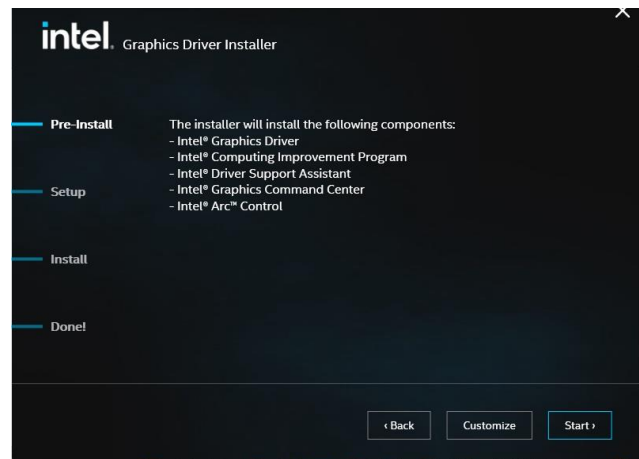 intel. Graphics Driver Installer
Pre-Install
The installer will install the following components:
- Intel® Graphics Driver
- Intel® Computing Improvement Program
- Intel® Driver Support Assistant
- Intel® Graphics Command Center
- Intel® Arc™ Control
Setup
Install
Done!
‹ Back
Customize
Start ›